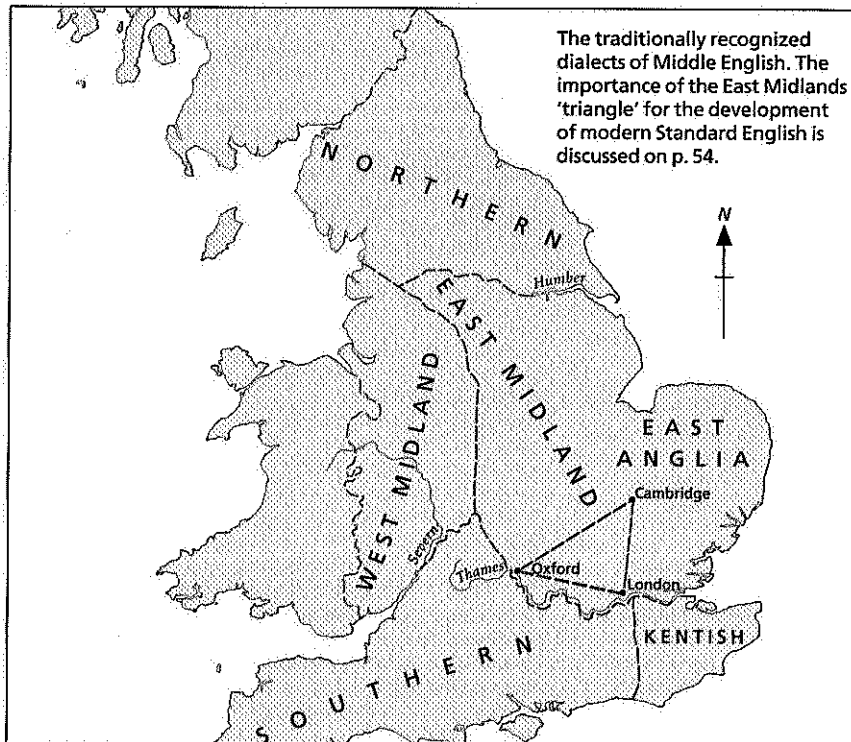 The traditionally recognized
dialects of Middle English. The
importance of the East Midlands
'triangle' for the development
of modern Standard English is
discussed on p. 54.
NORTHERN
N
Humber
EAST MIDLAND
WEST MIDLAND
EAST
ANGLIA
Cambridge
Severn
Thames
Oxford
London
KENTISH
SOUTHERN